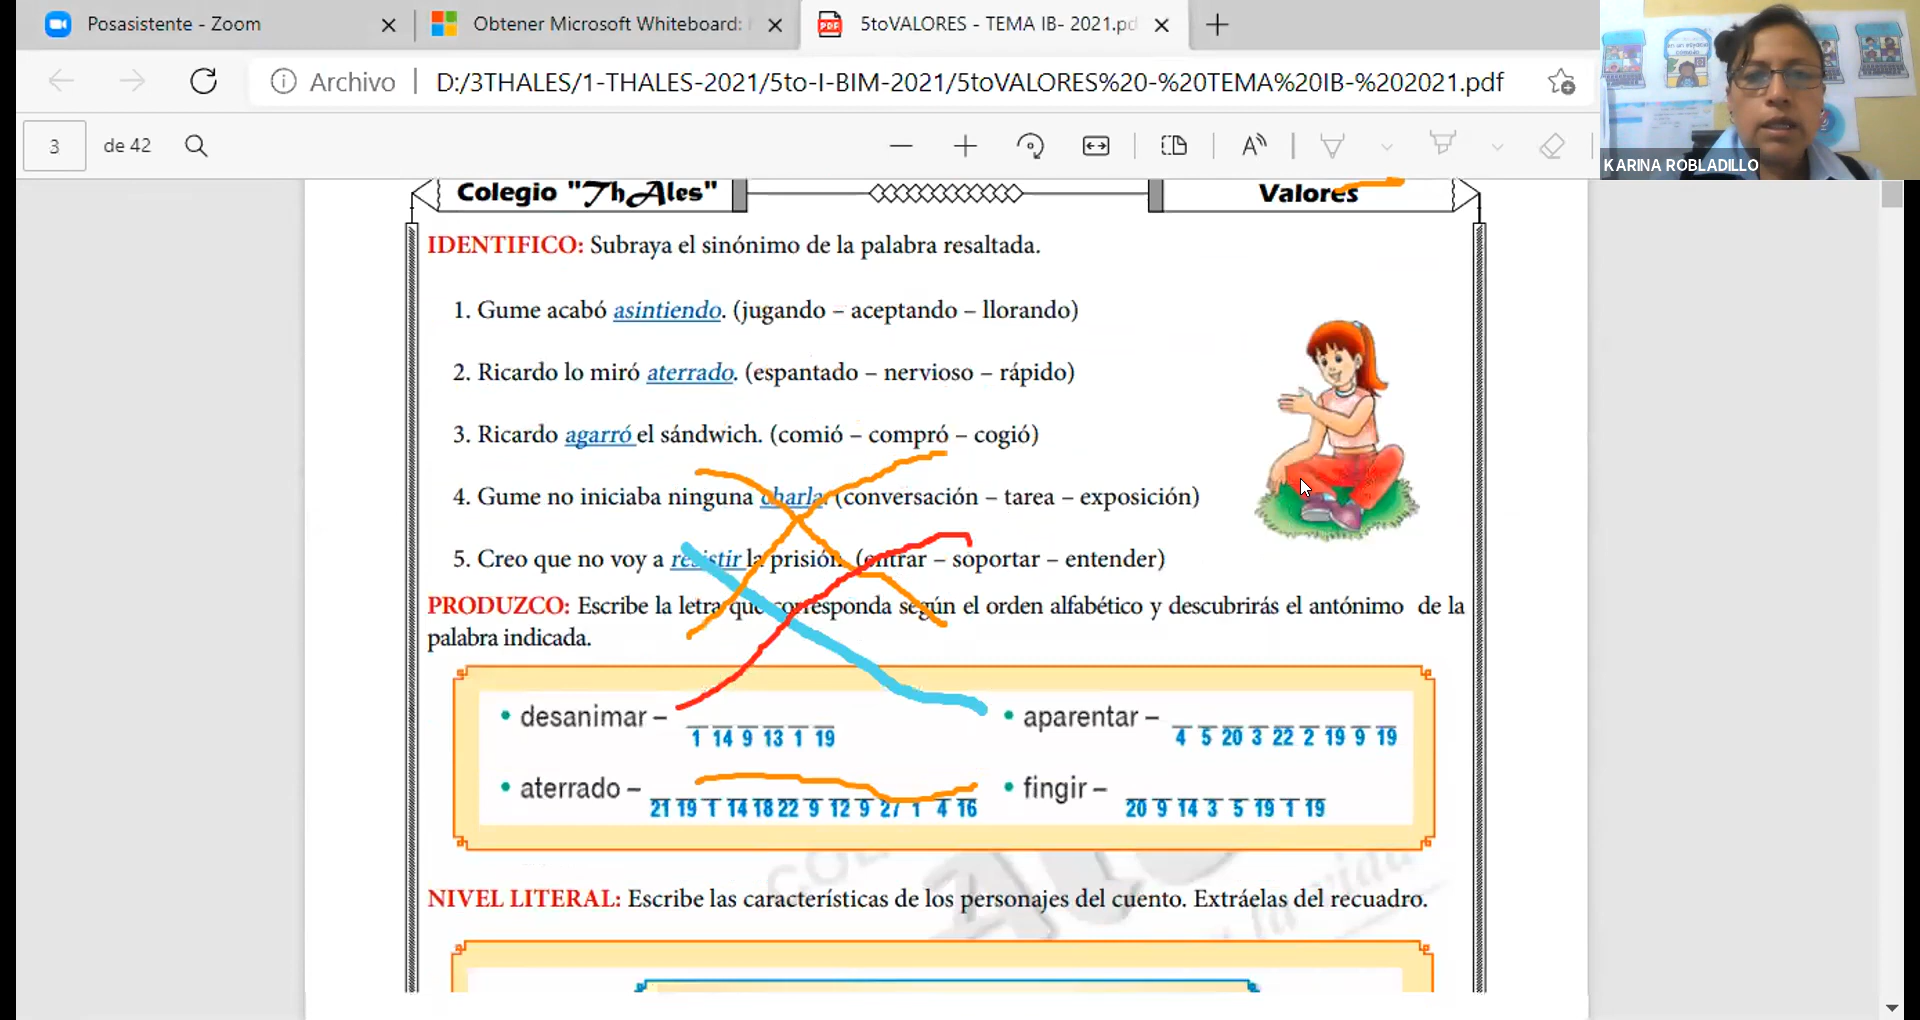 Posasistente - Zoom
Obtener Microsoft Whiteboard:
5toVALORES - TEMA IB- 2021.pd
Archivo
D:/3THALES/1-THALES-2021/5to-I-BIM-2021/5toVALORES%20-%20TEMA%20IB-%202021.pdf
KARINA ROBLADILLO
3 de 42
Colegio "ThAles"
Valores
IDENTIFICO: Subraya el sinónimo de la palabra resaltada.
1. Gume acabó asintiendo. (jugando – aceptando – llorando)
2. Ricardo lo miró aterrado. (espantado – nervioso – rápido)
3. Ricardo agarró el sándwich. (comió – compró – cogió)
4. Gume no iniciaba ninguna charla. (conversación – tarea – exposición)
5. Creo que no voy a resistir la prisión. (entrar – soportar – entender)
PRODUZCO: Escribe la letra que corresponda según el orden alfabético y descubrirás el antónimo de la
palabra indicada.
• desanimar –
1 14 9 13 1 19
• aparentar –
4 5 20 3 22 2 19 9 19
• aterrado –
21 19 1 14 18 22 9 12 9 27 1 4 16
• fingir –
20 9 14 3 5 19 1 19
NIVEL LITERAL: Escribe las características de los personajes del cuento. Extráelas del recuadro.